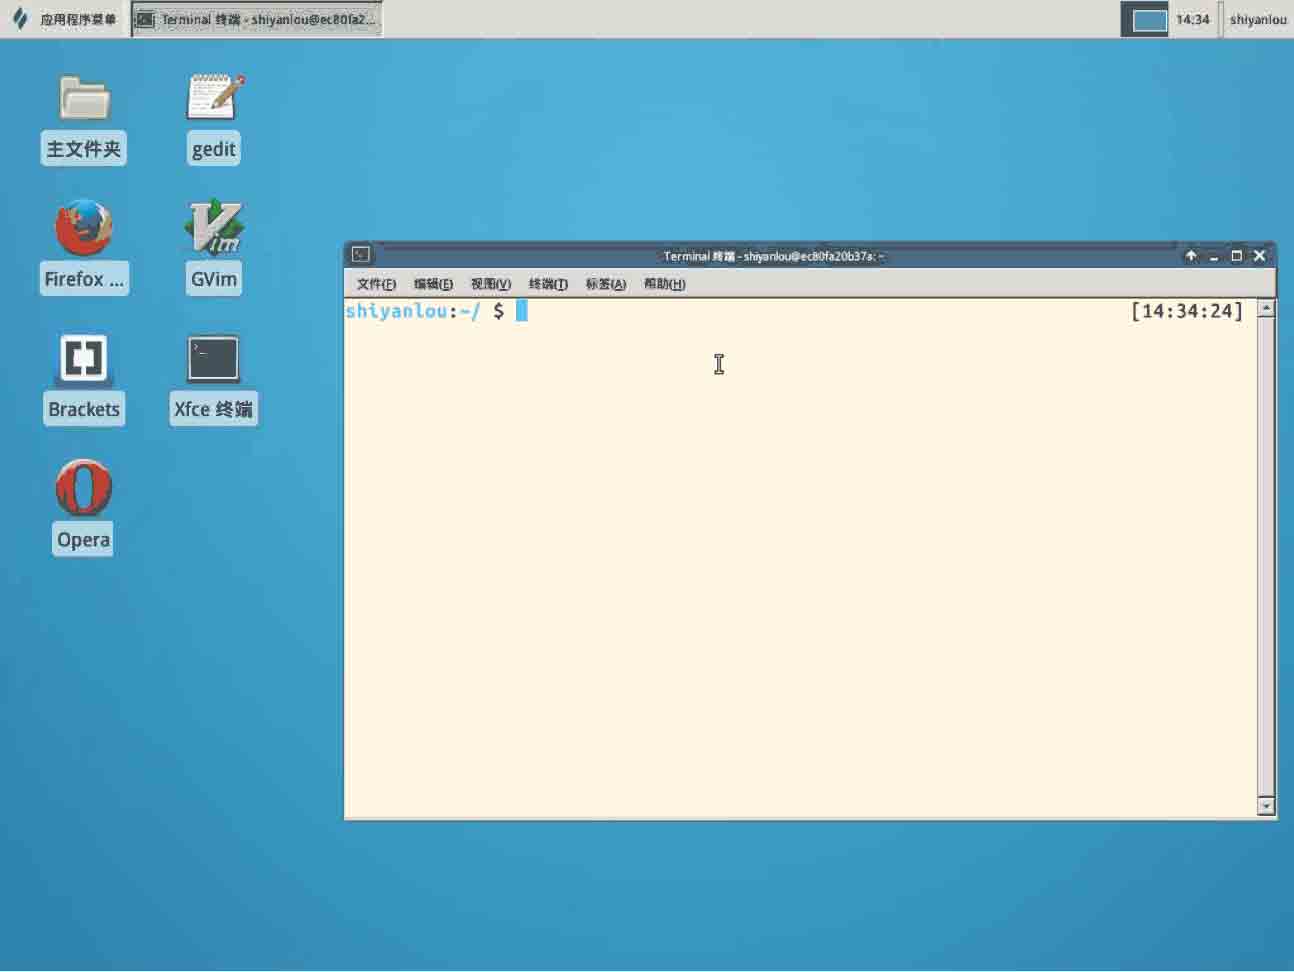 应用程序菜单 Terminal 终端 - shiyanlou@ec80fa2... 14:34 shiyanlou
主文件夹 gedit
Firefox ... GVim
Brackets Xfce 终端
Opera
Terminal 终端 - shiyanlou@ec80fa20b37a: ~
文件(F) 编辑(E) 视图(V) 终端(T) 标签(A) 帮助(H)
shiyanlou:~/ $ [14:34:24]